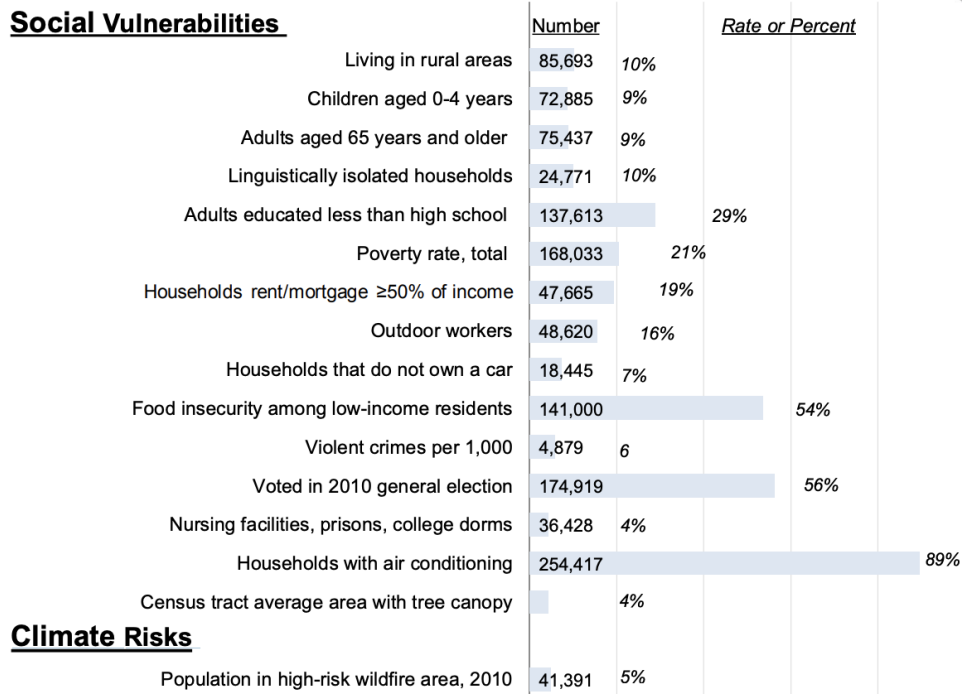 Social Vulnerabilities Number Rate or Percent
Living in rural areas 85,693 10%
Children aged 0-4 years 72,885 9%
Adults aged 65 years and older 75,437 9%
Linguistically isolated households 24,771 10%
Adults educated less than high school 137,613 29%
Poverty rate, total 168,033 21%
Households rent/mortgage ≥50% of income 47,665 19%
Outdoor workers 48,620 16%
Households that do not own a car 18,445 7%
Food insecurity among low-income residents 141,000 54%
Violent crimes per 1,000 4,879 6
Voted in 2010 general election 174,919 56%
Nursing facilities, prisons, college dorms 36,428 4%
Households with air conditioning 254,417 89%
Census tract average area with tree canopy 4%
Climate Risks
Population in high-risk wildfire area, 2010 41,391 5%